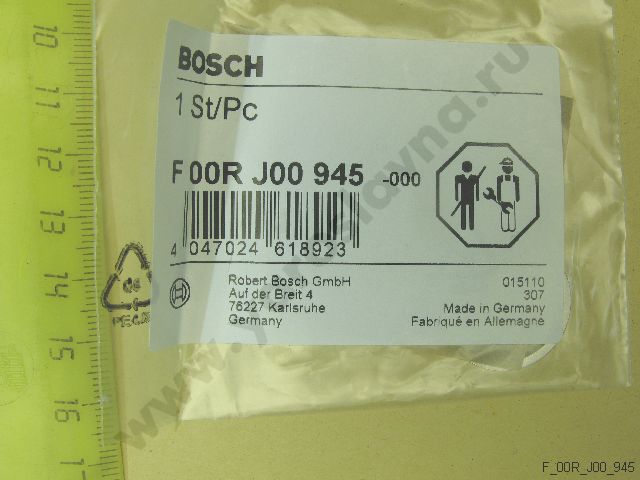 BOSCH
1 St/Pc
F 00R J00 945 -000
4 047024 618923
Robert Bosch GmbH
Auf der Breit 4
76227 Karlsruhe
Germany
015110
307
Made in Germany
Fabriqué en Allemagne
10
11
12
13
14
15
16
F_00R_J00_945